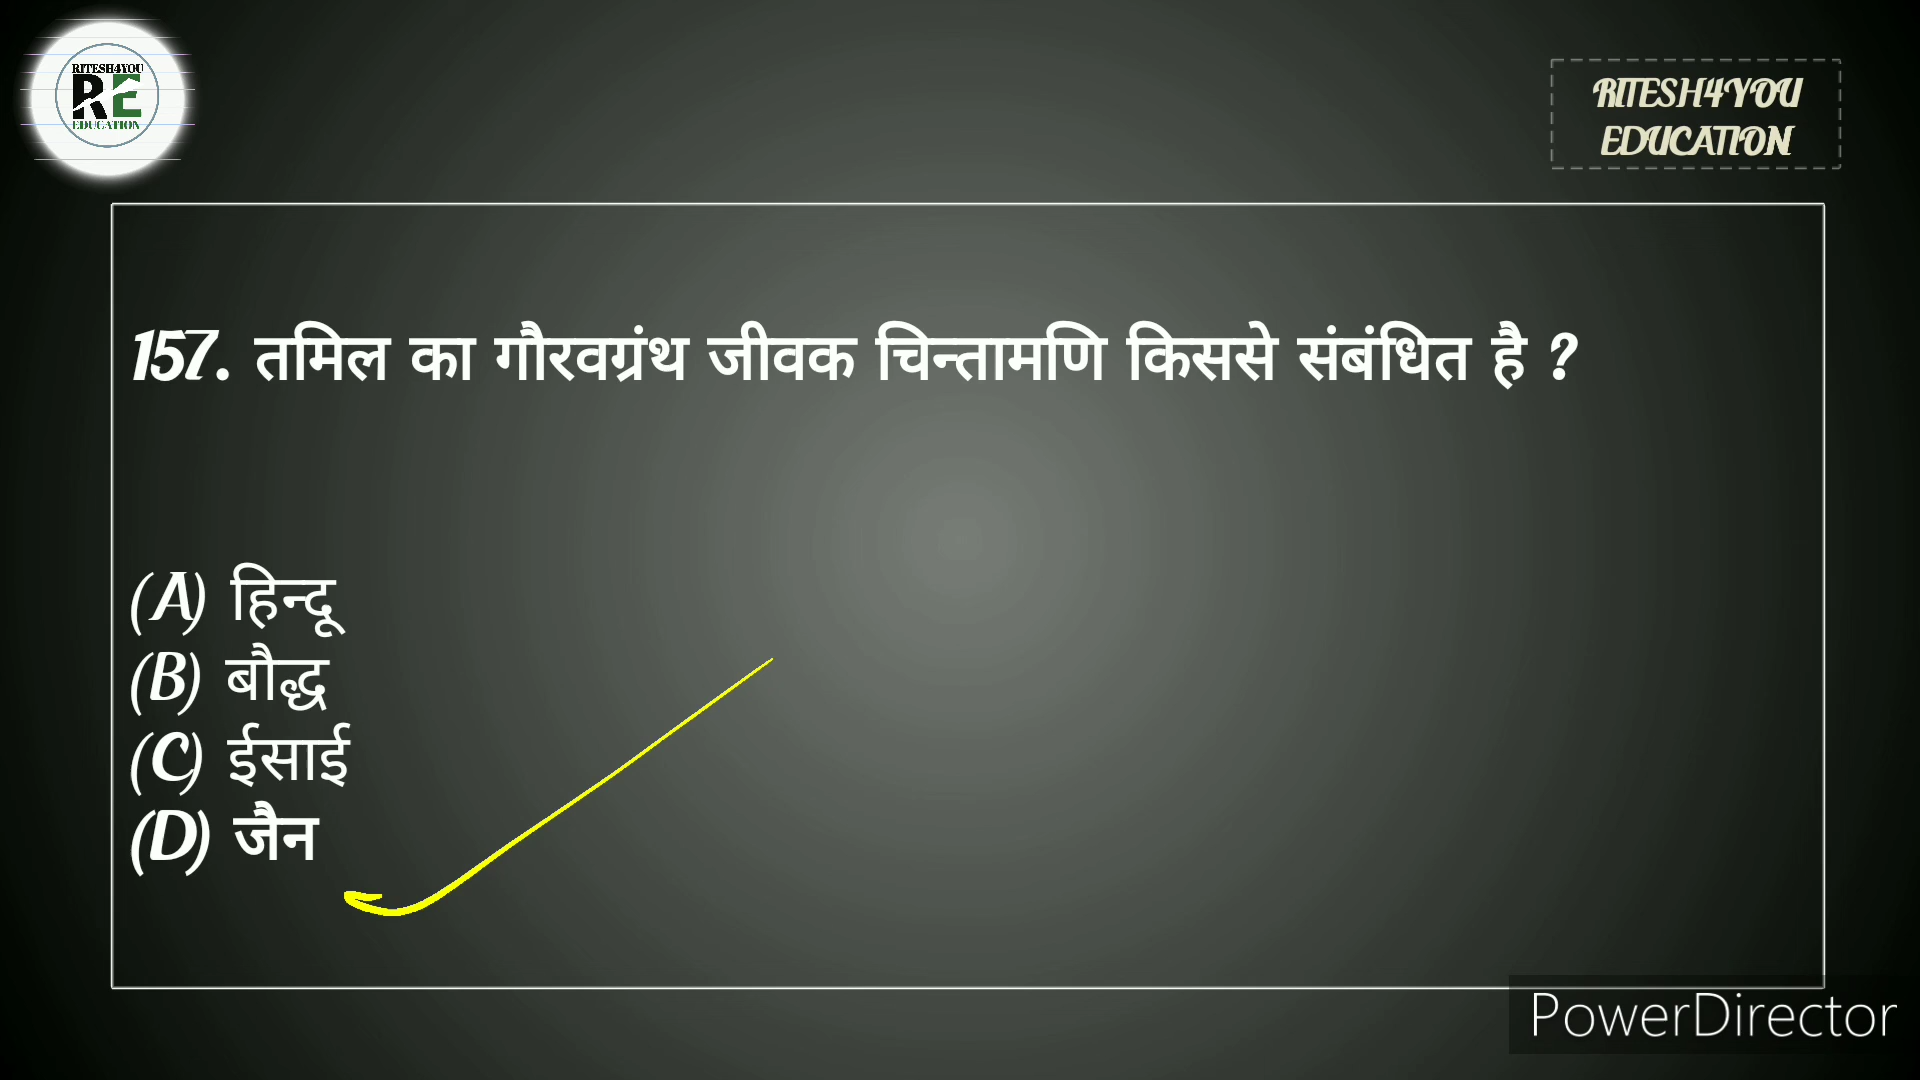 RITESH4YOU
RE
EDUCATION
RITESH4YOU
EDUCATION
157. तमिल का गौरवग्रंथ जीवक चिन्तामणि किससे संबंधित है ?
(A) हिन्दू
(B) बौद्ध
(C) ईसाई
(D) जैन
PowerDirector